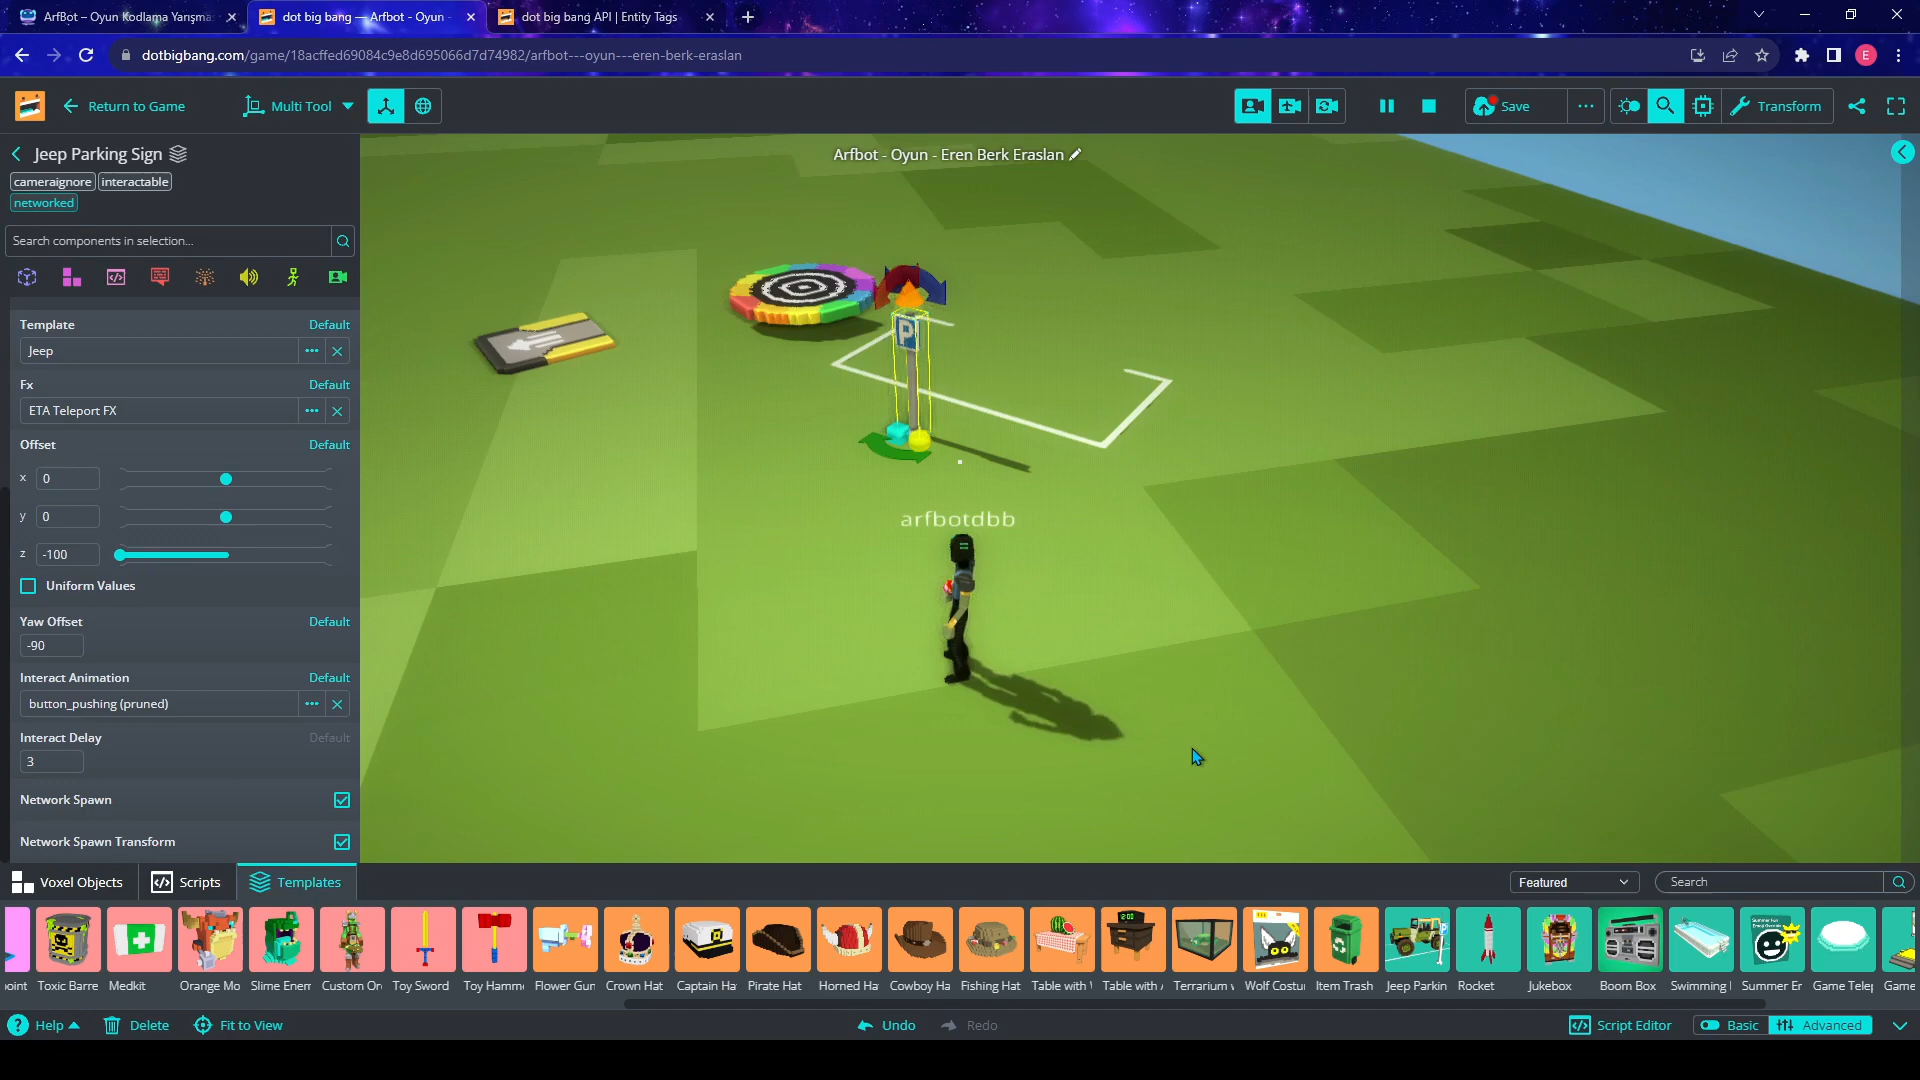 ArfBot – Oyun Kodlama Yarışma
dot big bang — Arfbot - Oyun -
dot big bang API | Entity Tags
dotbigbang.com/game/18acffed69084c9e8d695066d7d74982/arfbot---oyun---eren-berk-eraslan
E
Return to Game
Multi Tool
Save
Transform
Jeep Parking Sign
Arfbot - Oyun - Eren Berk Eraslan
cameraignore
interactable
networked
Search components in selection...
Template
Default
Jeep
Fx
Default
ETA Teleport FX
Offset
Default
x
0
y
0
z
-100
Uniform Values
Yaw Offset
Default
-90
Interact Animation
Default
button_pushing (pruned)
Interact Delay
Default
3
Network Spawn
Network Spawn Transform
P
arfbotdbb
Voxel Objects
Scripts
Templates
Featured
Search
oint
Toxic Barre
Medkit
Orange Mo
Slime Enem
Custom Or
Toy Sword
Toy Hamm
Flower Gun
Crown Hat
Captain Ha
Pirate Hat
Horned Ha
Cowboy Ha
Fishing Hat
Table with
Table with
Terrarium
Wolf Costu
Item Trash
Jeep Parkin
Rocket
Jukebox
Boom Box
Swimming
Summer Er
Game Tele
Game
? Help
Delete
Fit to View
Undo
Redo
Script Editor
Basic
Advanced